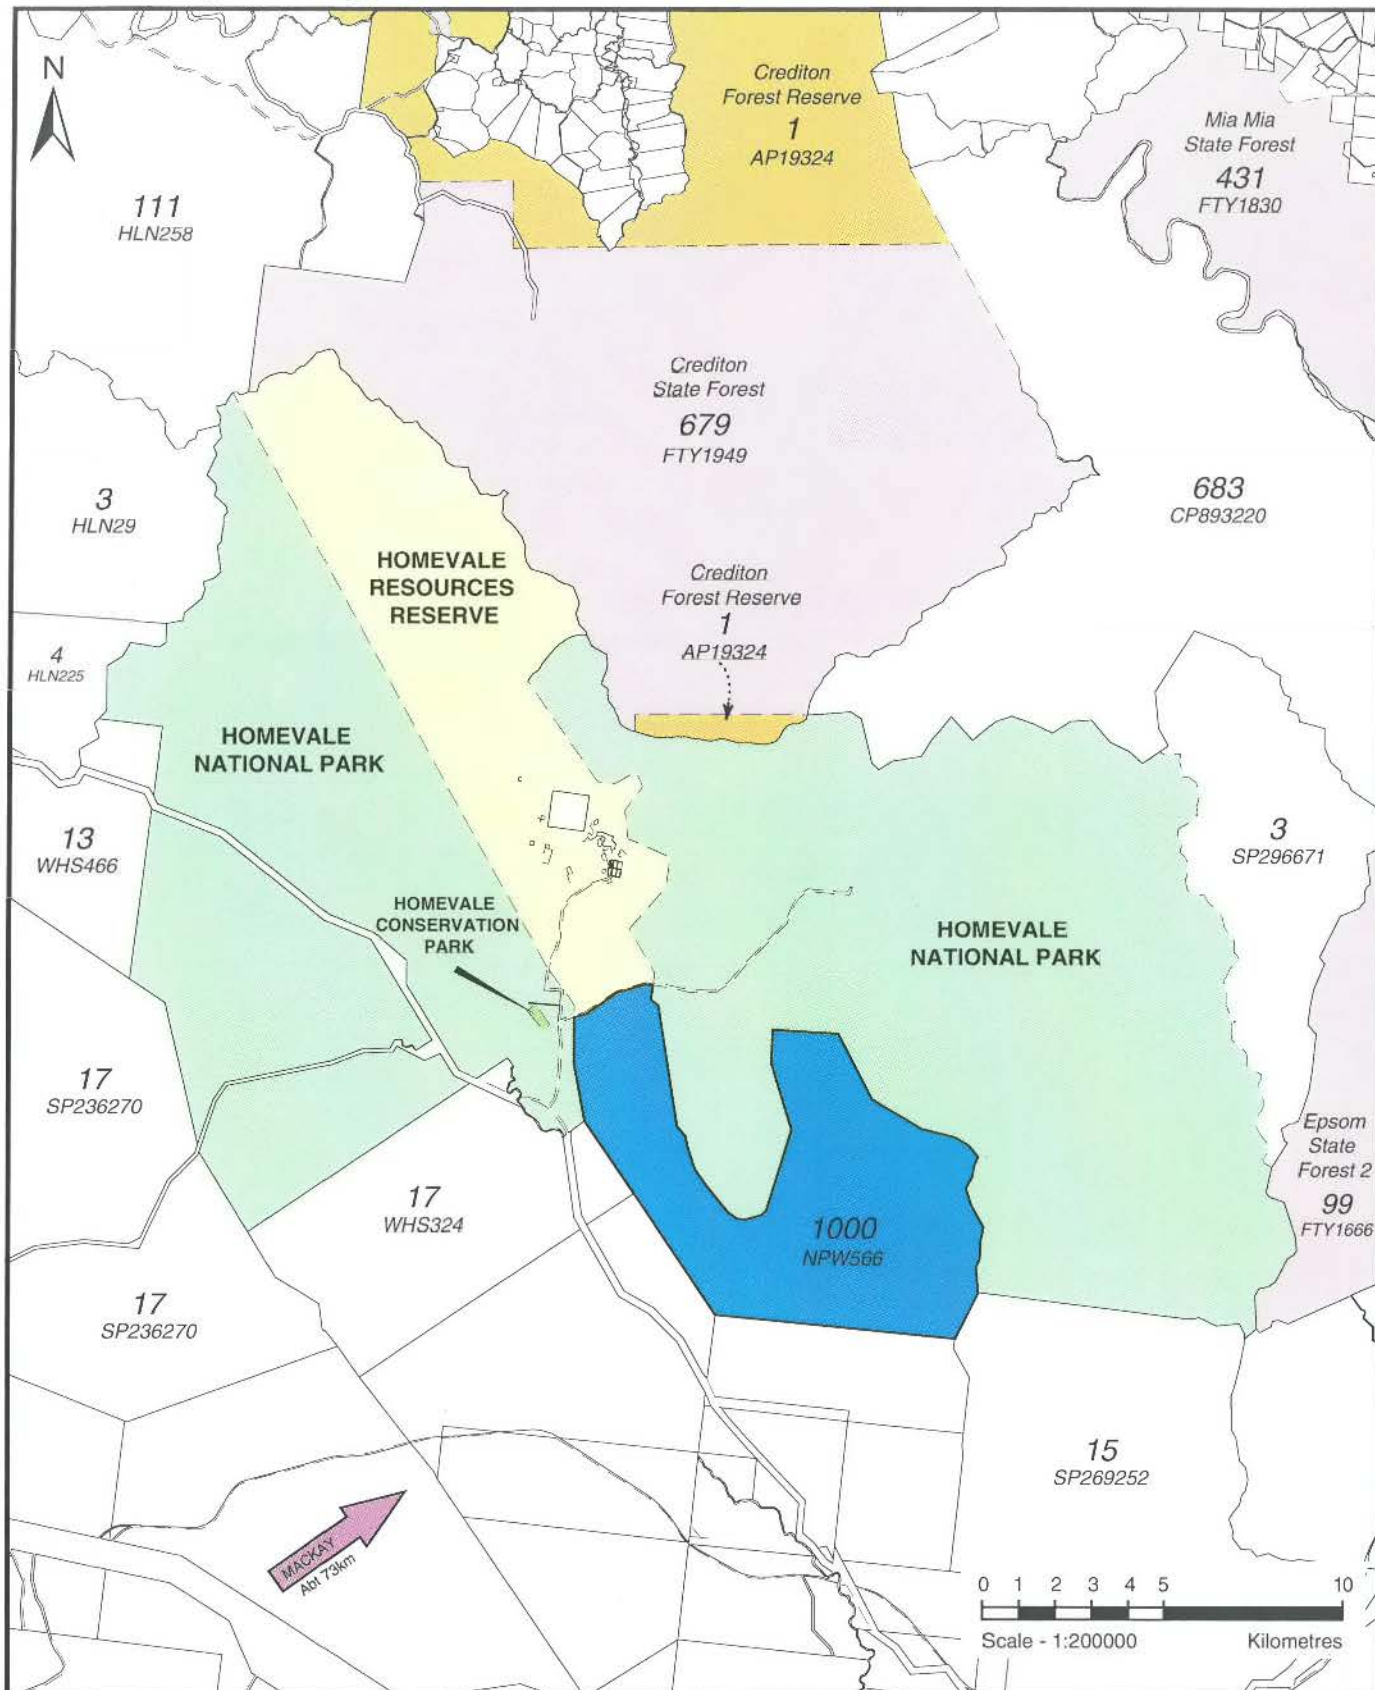 N
Crediton
Forest Reserve
1
AP19324
Mia Mia
State Forest
431
FTY1830
111
HLN258
Crediton
State Forest
679
FTY1949
3
HLN29
683
CP893220
HOMEVALE
RESOURCES
RESERVE
Crediton
Forest Reserve
1
AP19324
4
HLN225
HOMEVALE
NATIONAL PARK
13
WHS466
3
SP296671
HOMEVALE
CONSERVATION
PARK
HOMEVALE
NATIONAL PARK
17
SP236270
Epsom
State
Forest 2
99
FTY1666
17
WHS324
1000
NPW566
17
SP236270
15
SP269252
MACKAY
Abt 73km
0 1 2 3 4 5 10
Scale - 1:200000 Kilometres